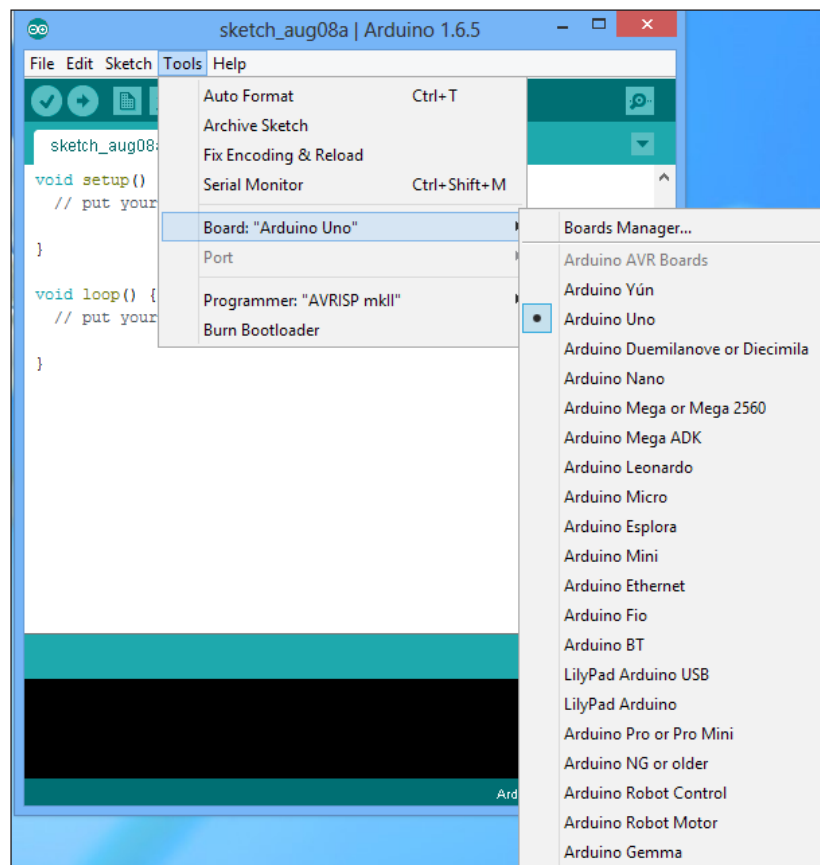 sketch_aug08a | Arduino 1.6.5
File Edit Sketch Tools Help
sketch_aug08a
void setup()
// put your
}
void loop() {
// put your
}
Auto Format Ctrl+T
Archive Sketch
Fix Encoding & Reload
Serial Monitor Ctrl+Shift+M
Board: "Arduino Uno"
Port
Programmer: "AVRISP mkII"
Burn Bootloader
Boards Manager...
Arduino AVR Boards
Arduino Yún
Arduino Uno
Arduino Duemilanove or Diecimila
Arduino Nano
Arduino Mega or Mega 2560
Arduino Mega ADK
Arduino Leonardo
Arduino Micro
Arduino Esplora
Arduino Mini
Arduino Ethernet
Arduino Fio
Arduino BT
LilyPad Arduino USB
LilyPad Arduino
Arduino Pro or Pro Mini
Arduino NG or older
Arduino Robot Control
Arduino Robot Motor
Arduino Gemma
Ard